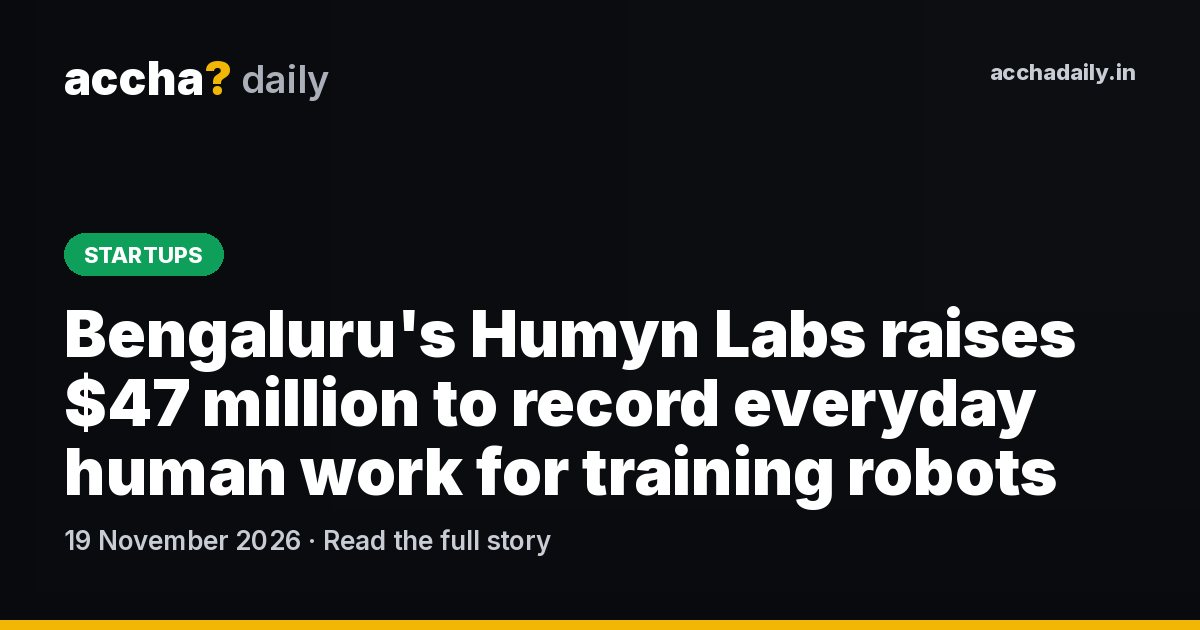 accha? daily
acchadaily.in
STARTUPS
Bengaluru's Humyn Labs raises
$47 million to record everyday
human work for training robots
19 November 2026 · Read the full story